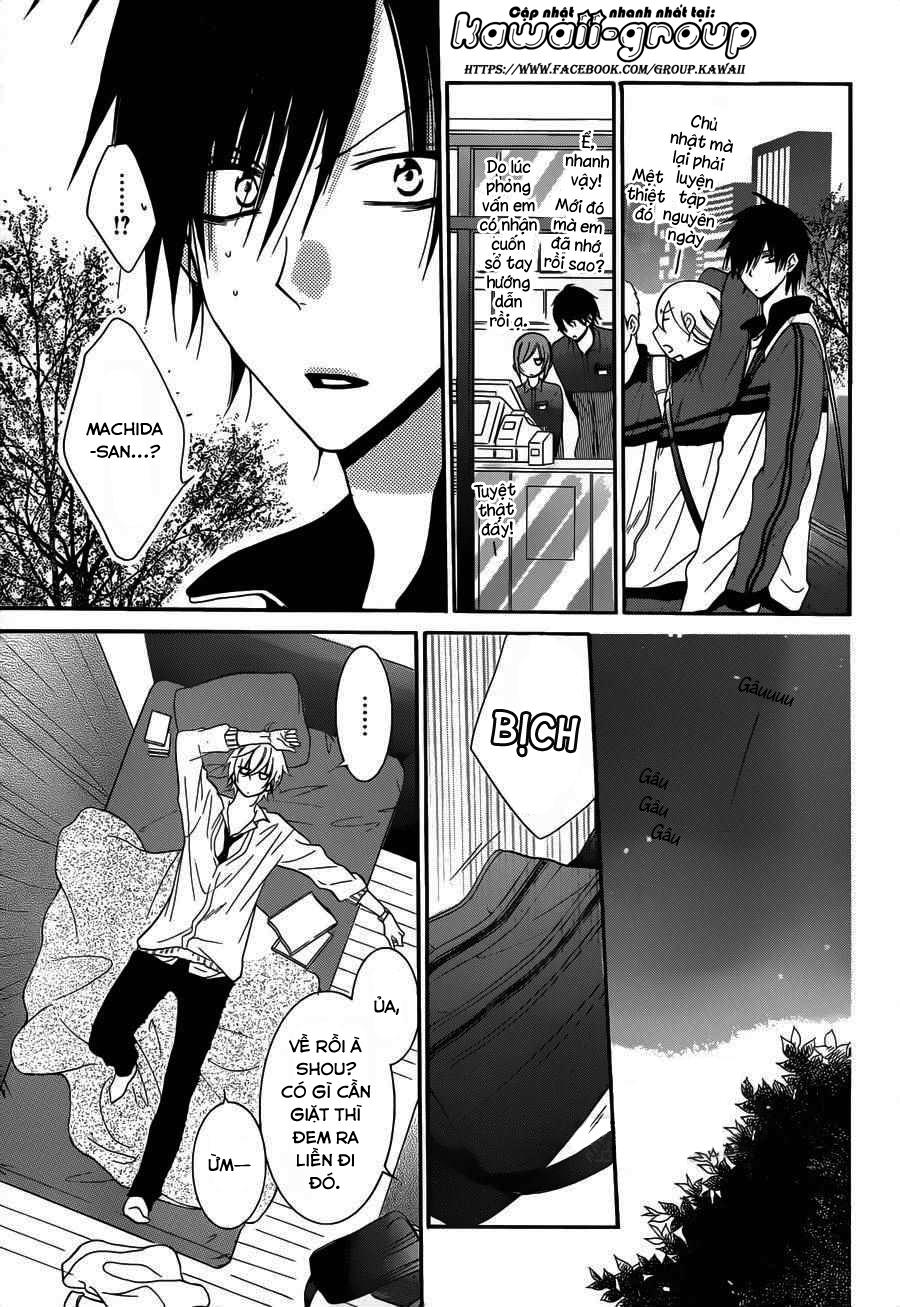 Cập nhật nhanh nhất tại:
kawaii-group
HTTPS://WWW.FACEBOOK.COM/GROUP.KAWAII
Chủ
nhật mà
lại phải
luyện
tập
nguyên
ngày
Mệt
thiệt
đó
Ể,
nhanh
vậy!
Mới đó
mà em
đã nhớ
rồi sao?
Do lúc
phỏng
vấn em
có nhận
cuốn
sổ tay
hướng
dẫn
rồi ạ.
Tuyệt
thật
đấy!
......
!?
MACHIDA
-SAN...?
Gâuuuu
Gâu
Gâu
Gâu
BỊCH
......
ỦA,
VỀ RỒI À
SHOU?
CÓ GÌ CẦN
GIẶT THÌ
ĐEM RA
LIỀN ĐI
ĐÓ.
ỪM—